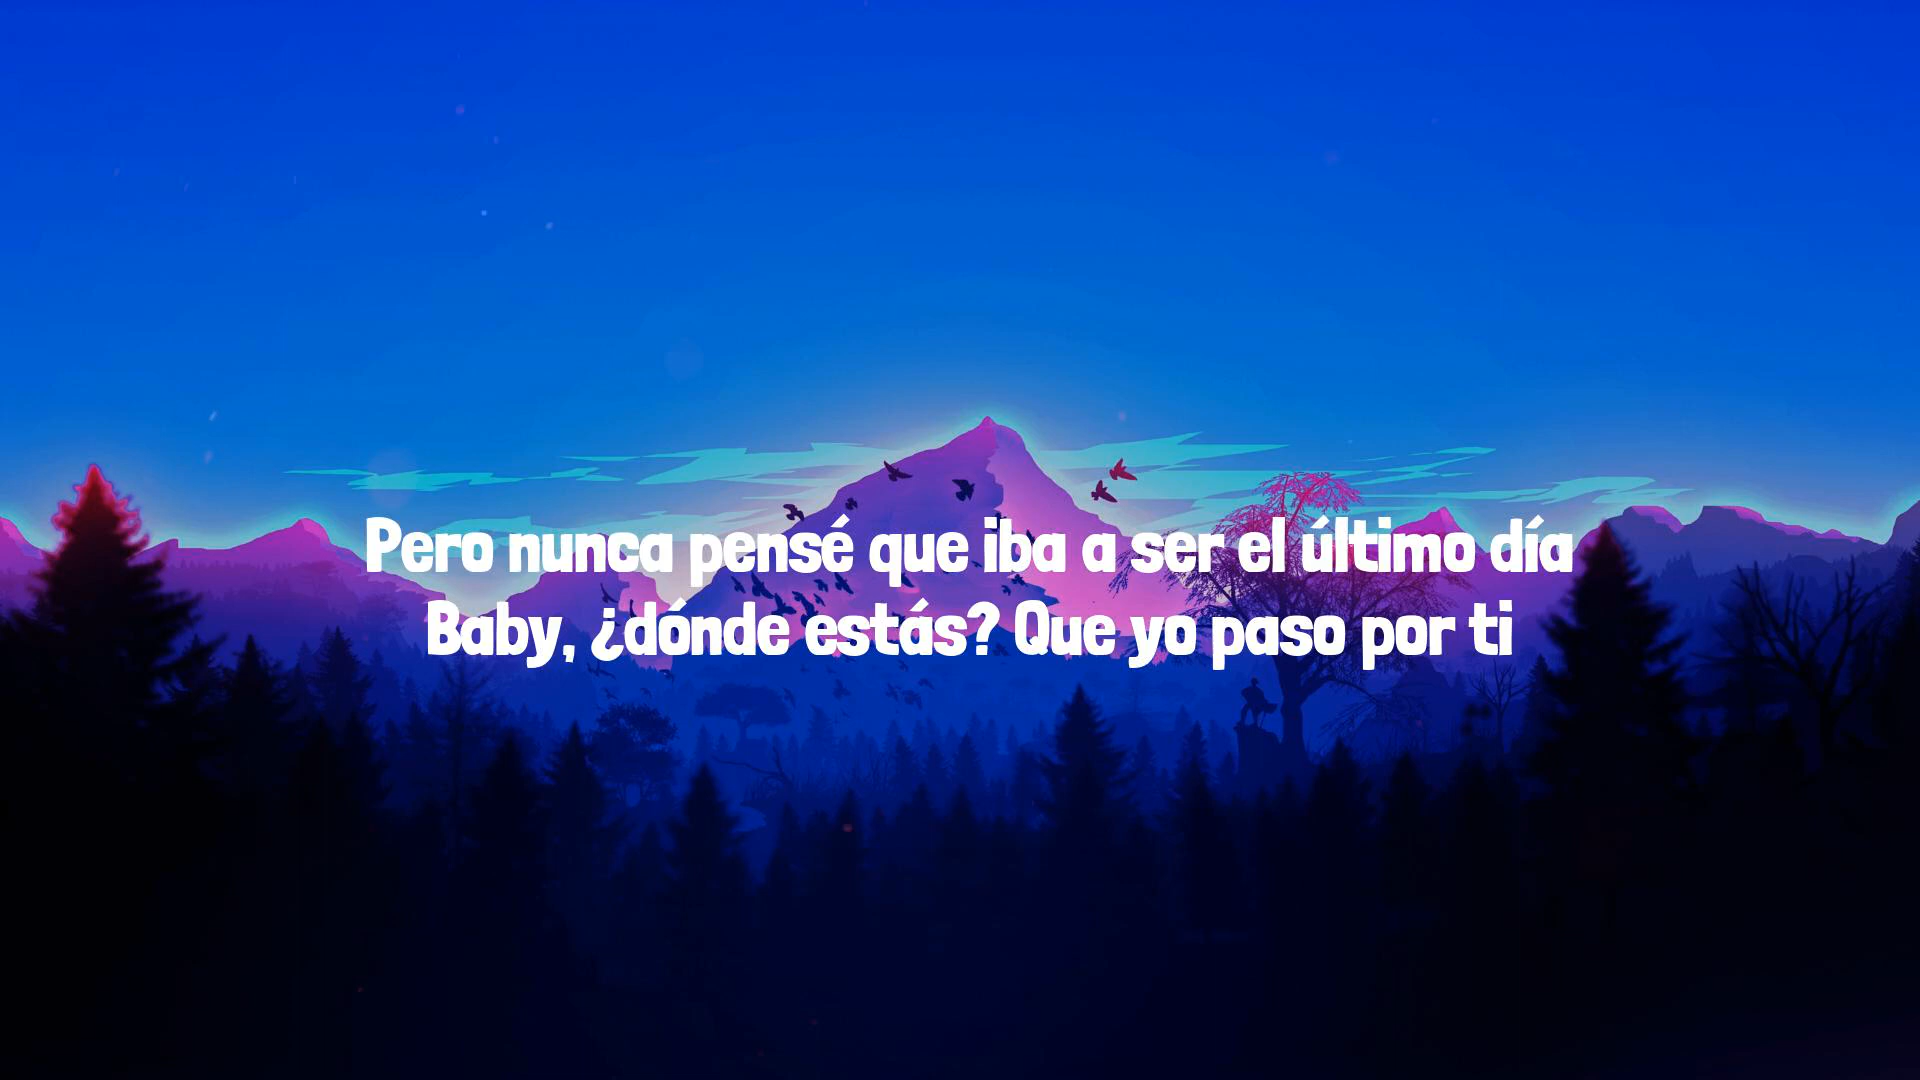 Pero nunca pensé que iba a ser el último día
Baby, ¿dónde estás? Que yo paso por ti